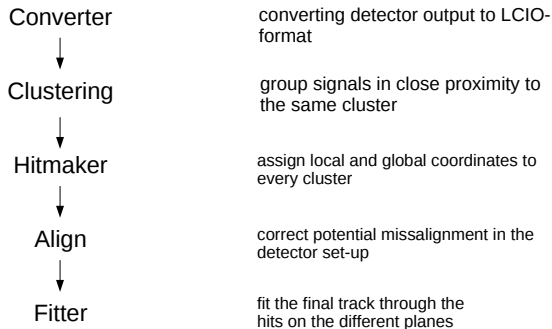 Converter
converting detector output to LCIO-
format
Clustering
group signals in close proximity to
the same cluster
Hitmaker
assign local and global coordinates to
every cluster
Align
correct potential missalignment in the
detector set-up
Fitter
fit the final track through the
hits on the different planes